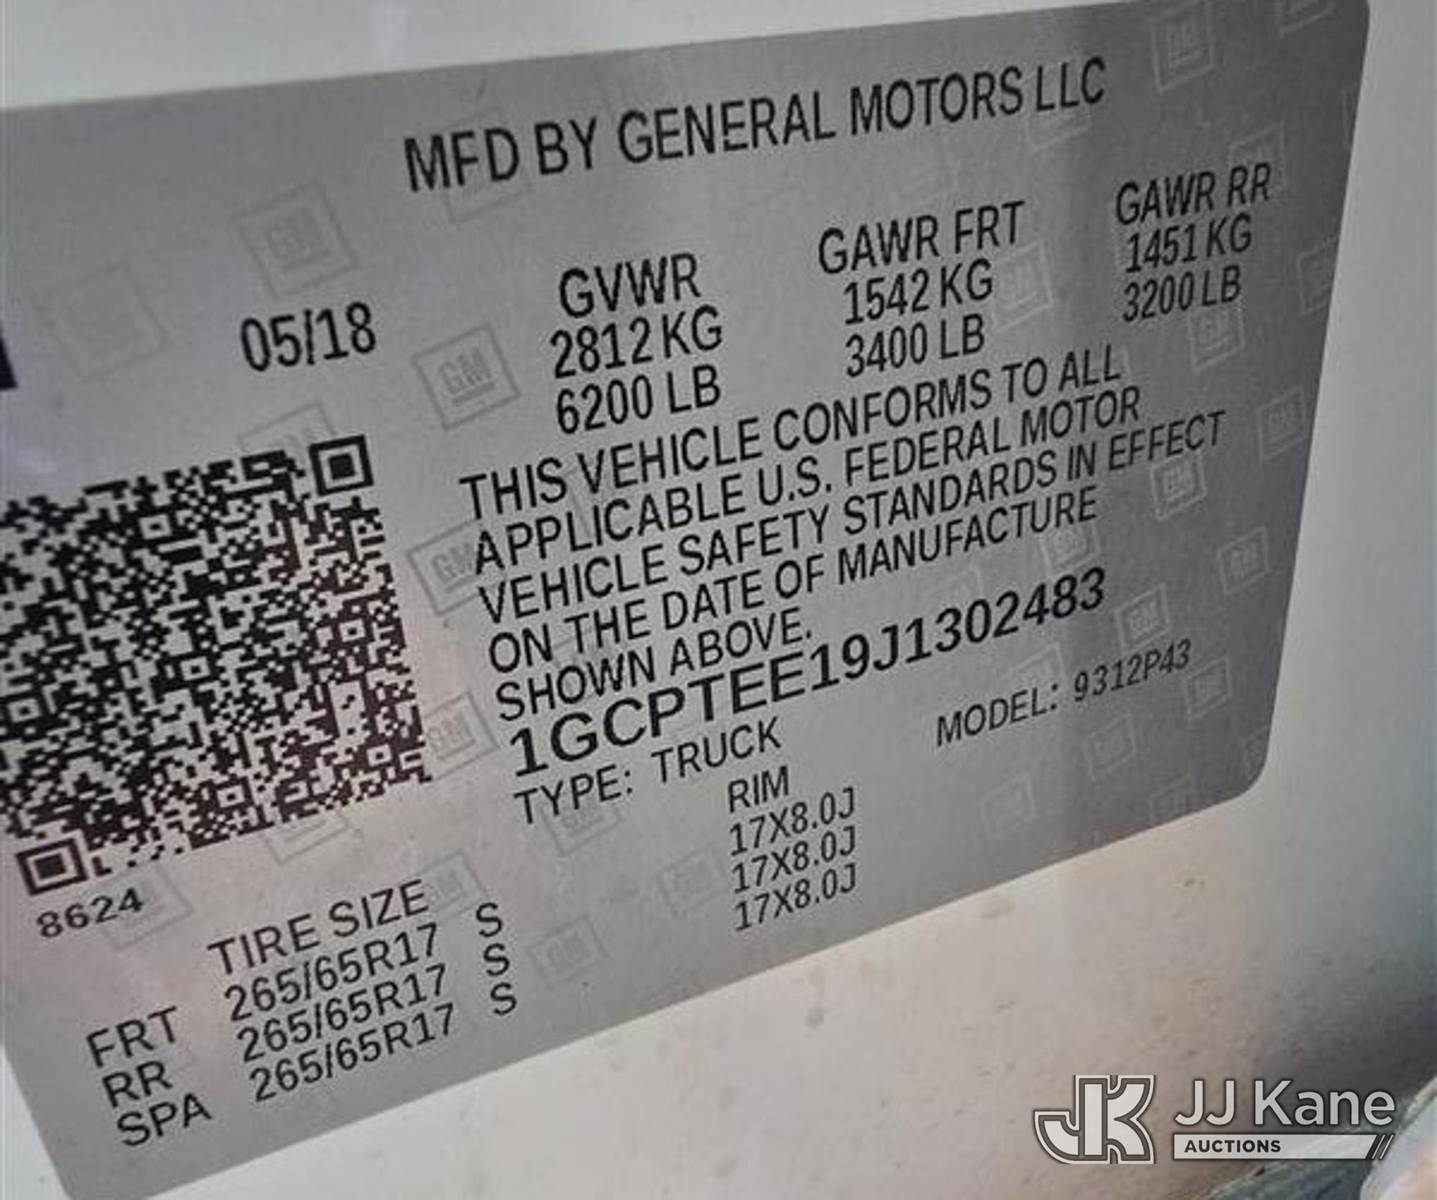 MFD BY GENERAL MOTORS LLC
05/18
GVWR
2812 KG
6200 LB
GAWR FRT
1542 KG
3400 LB
GAWR RR
1451 KG
3200 LB
THIS VEHICLE CONFORMS TO ALL
APPLICABLE U.S. FEDERAL MOTOR
VEHICLE SAFETY STANDARDS IN EFFECT
ON THE DATE OF MANUFACTURE
SHOWN ABOVE.
1GCPTEE19J1302483
TYPE: TRUCK MODEL: 9312P43
8624
TIRE SIZE RIM
FRT 265/65R17 S 17X8.0J
RR 265/65R17 S 17X8.0J
SPA 265/65R17 S 17X8.0J
GM
JK JJ Kane
AUCTIONS